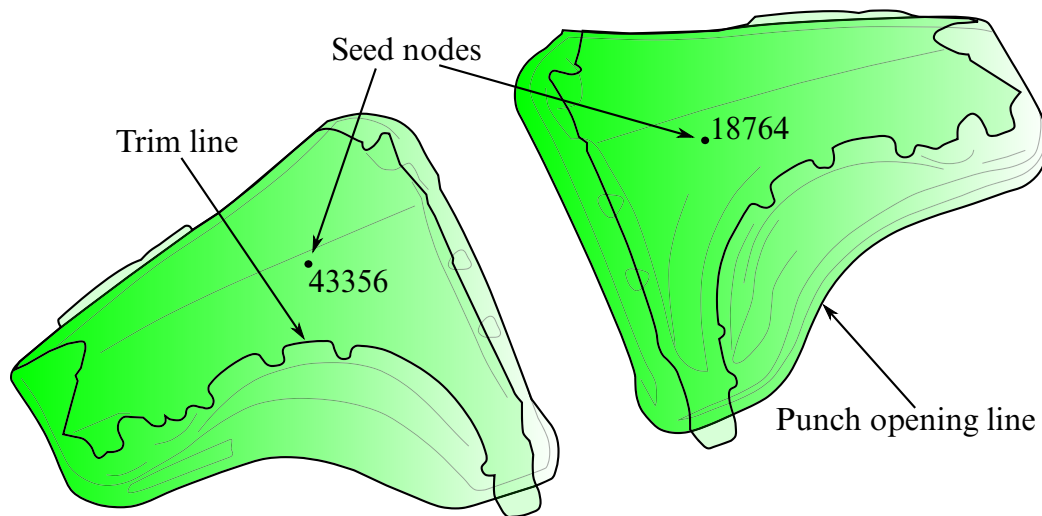 Seed nodes
18764
Trim line
43356
Punch opening line